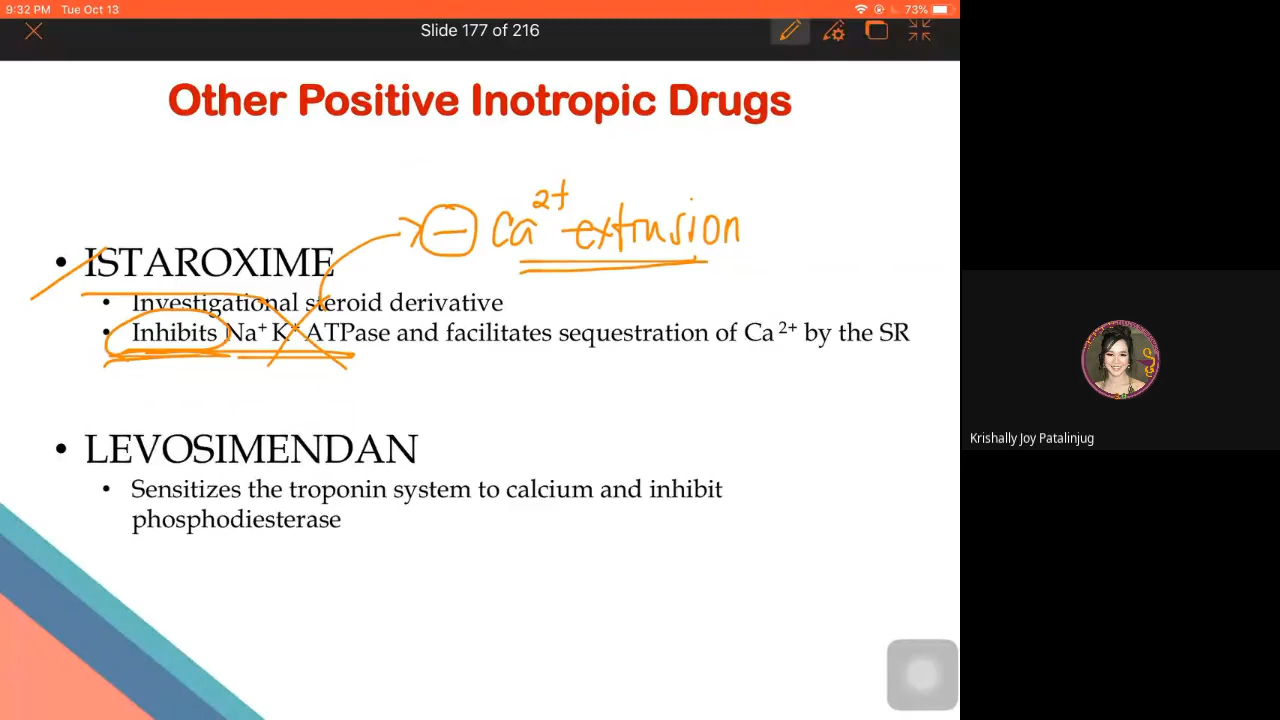 9:32 PM Tue Oct 13
73%
Slide 177 of 216
Other Positive Inotropic Drugs
⊖ Ca²⁺ extrusion
• ISTAROXIME
• Investigational steroid derivative
• Inhibits Na⁺ K⁺ ATPase and facilitates sequestration of Ca ²⁺ by the SR
Krishally Joy Patalinjug
• LEVOSIMENDAN
• Sensitizes the troponin system to calcium and inhibit
phosphodiesterase